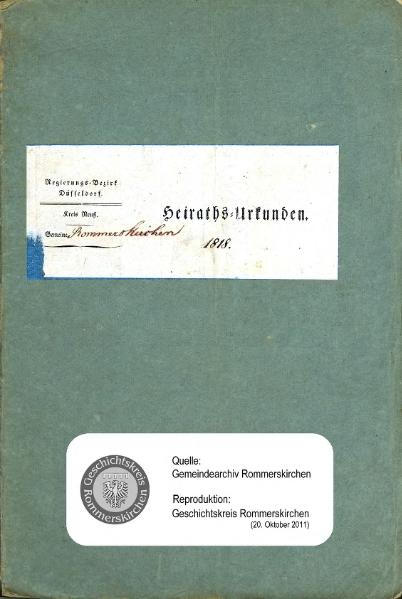 Regierungs-Bezirk
Düsseldorf.
Kreis Neuß.
Rommerskirchen
Heiraths-Urkunden.
1818.
Geschichtskreis
Rommerskirchen
Quelle:
Gemeindearchiv Rommerskirchen
Reproduktion:
Geschichtskreis Rommerskirchen
(20. Oktober 2011)